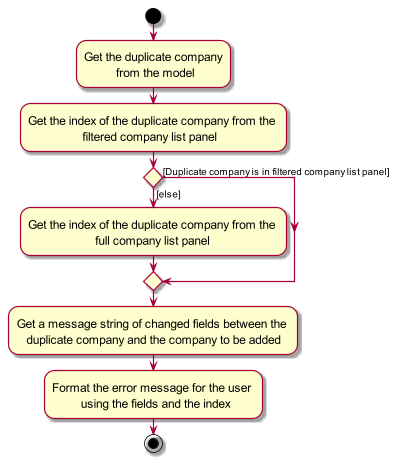 Get the duplicate company
from the model
Get the index of the duplicate company from the
filtered company list panel
[Duplicate company is in filtered company list panel]
[else]
Get the index of the duplicate company from the
full company list panel
Get a message string of changed fields between the
duplicate company and the company to be added
Format the error message for the user
using the fields and the index